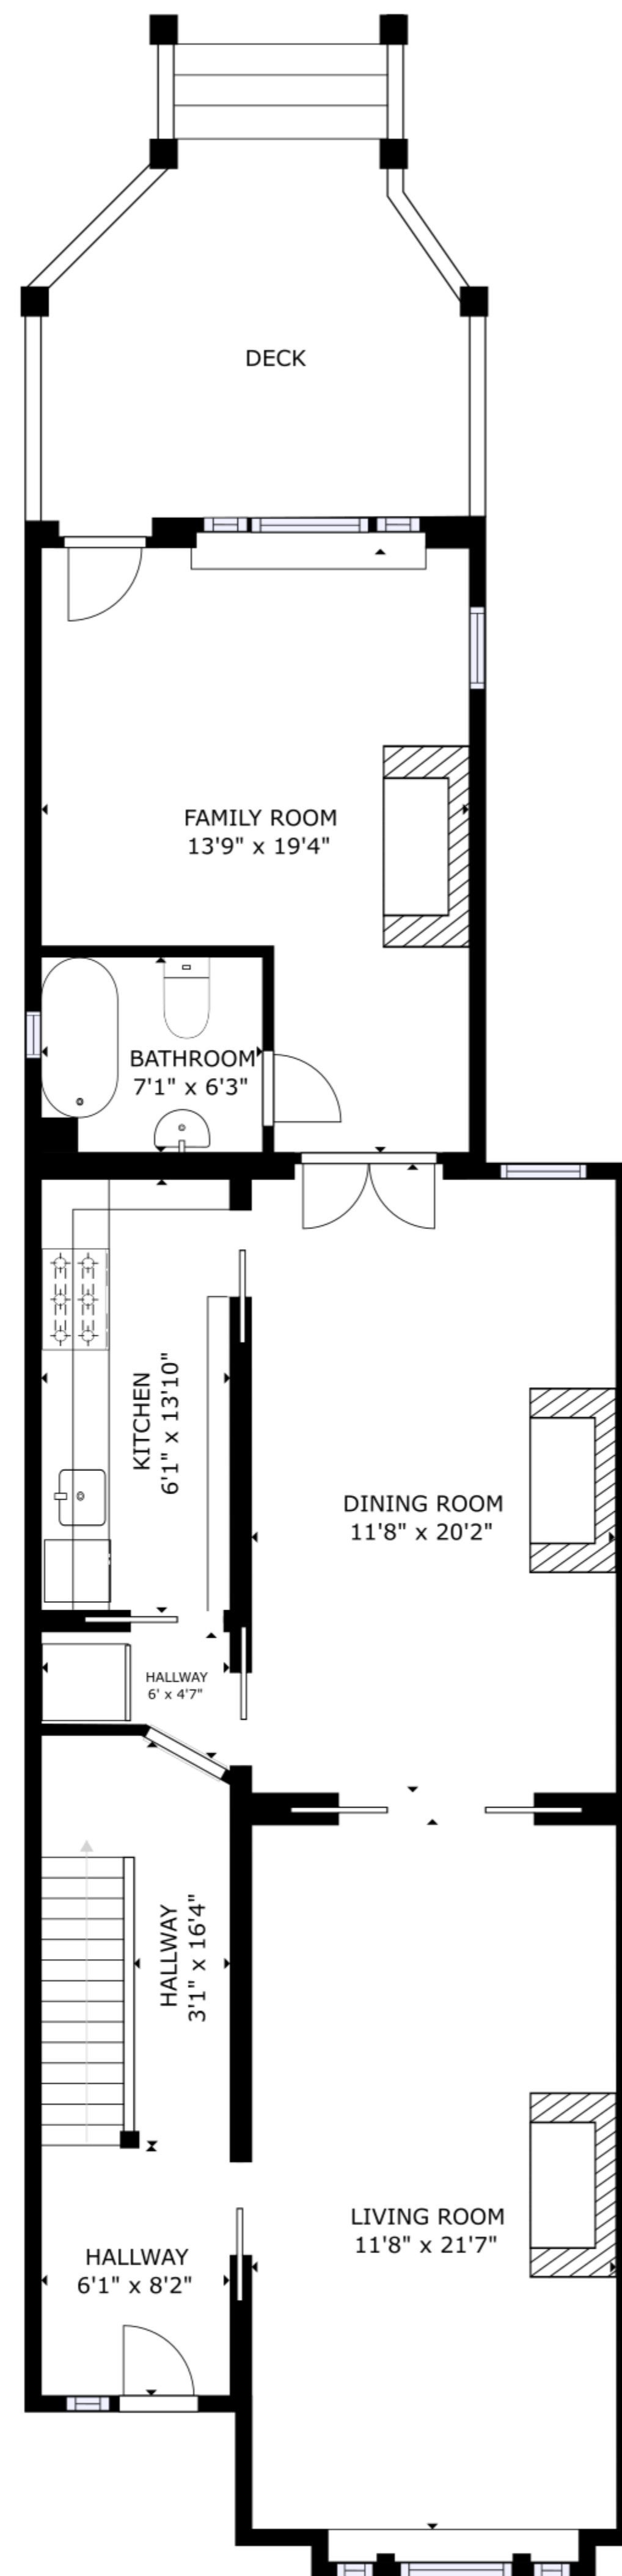 DECK
FAMILY ROOM
13'9" x 19'4"
BATHROOM
7'1" x 6'3"
KITCHEN
6'1" x 13'10"
DINING ROOM
11'8" x 20'2"
HALLWAY
6' x 4'7"
HALLWAY
3'1" x 16'4"
LIVING ROOM
11'8" x 21'7"
HALLWAY
6'1" x 8'2"